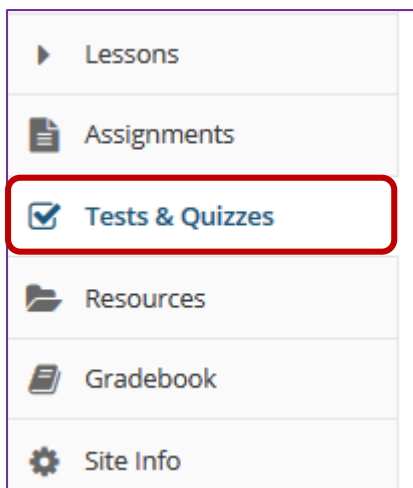 Lessons
Assignments
Tests & Quizzes
Resources
Gradebook
Site Info